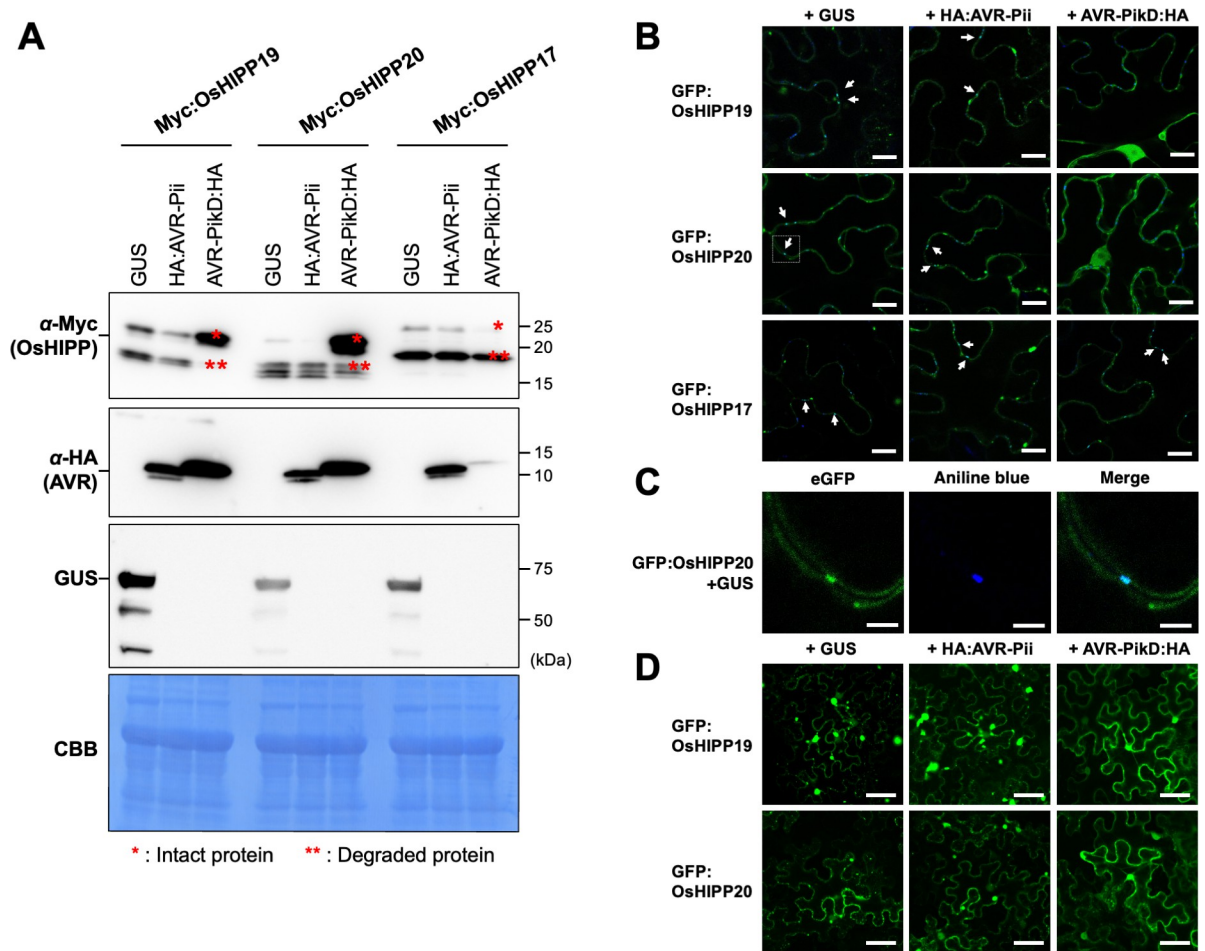 A
Myc:OsHIPP19
Myc:OsHIPP20
Myc:OsHIPP17
GUS
HA:AVR-Pii
AVR-PikD:HA
GUS
HA:AVR-Pii
AVR-PikD:HA
GUS
HA:AVR-Pii
AVR-PikD:HA
α-Myc
(OsHIPP)
*
**
*
**
*
**
25
20
15
α-HA
(AVR)
15
10
GUS
75
50
(kDa)
CBB
* : Intact protein
** : Degraded protein
B
+ GUS
+ HA:AVR-Pii
+ AVR-PikD:HA
GFP:
OsHIPP19
GFP:
OsHIPP20
GFP:
OsHIPP17
C
eGFP
Aniline blue
Merge
GFP:OsHIPP20
+GUS
D
+ GUS
+ HA:AVR-Pii
+ AVR-PikD:HA
GFP:
OsHIPP19
GFP:
OsHIPP20